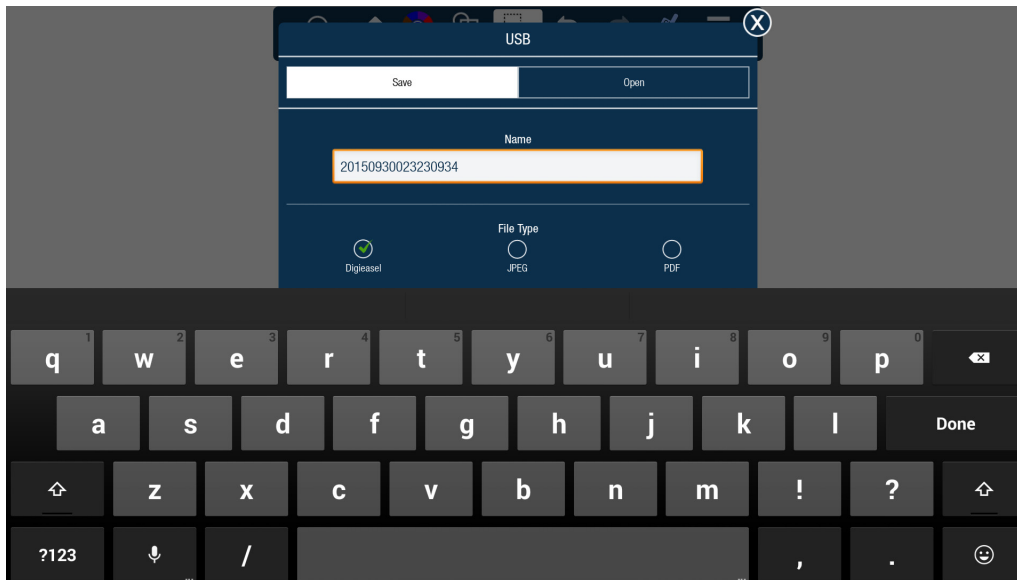 X
USB
Save Open
Name
20150930023230934
File Type
Digieasel JPEG PDF
1 2 3 4 5 6 7 8 9 0
q w e r t y u i o p
a s d f g h j k l Done
z x c v b n m ! ?
?123 / , .